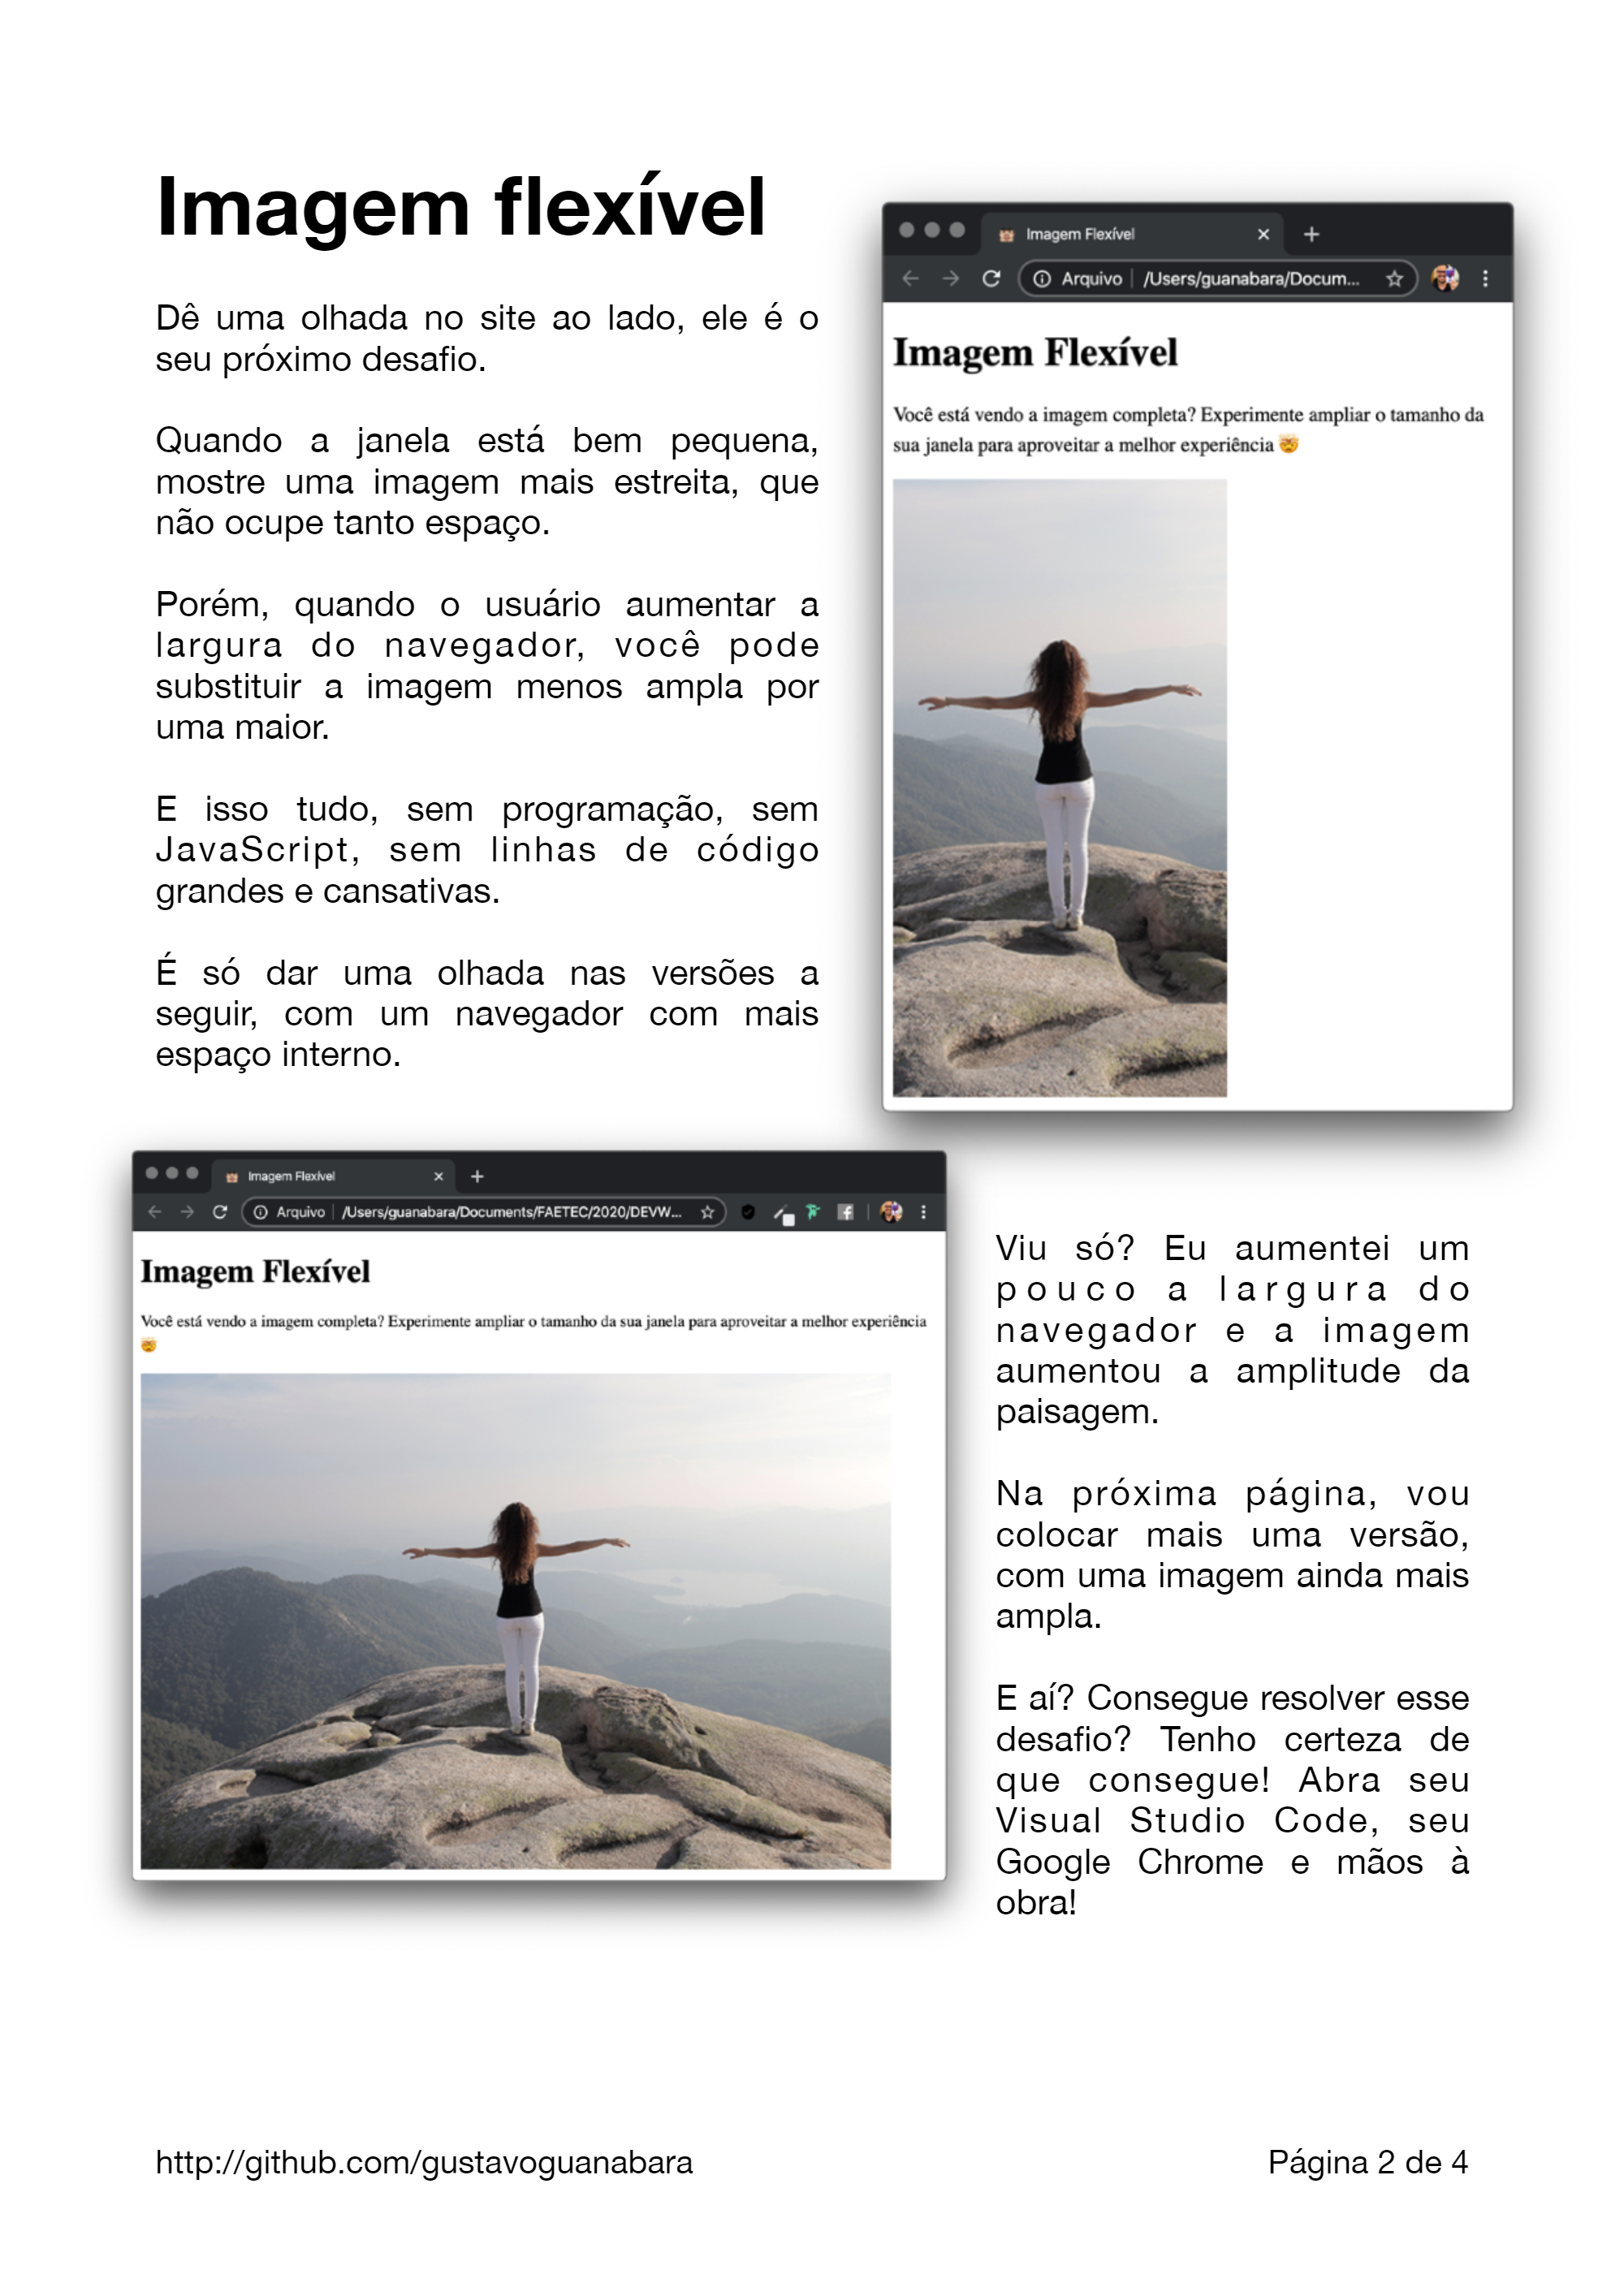 Imagem flexível
Dê uma olhada no site ao lado, ele é o
seu próximo desafio.
Quando a janela está bem pequena,
mostre uma imagem mais estreita, que
não ocupe tanto espaço.
Porém, quando o usuário aumentar a
largura do navegador, você pode
substituir a imagem menos ampla por
uma maior.
E isso tudo, sem programação, sem
JavaScript, sem linhas de código
grandes e cansativas.
É só dar uma olhada nas versões a
seguir, com um navegador com mais
espaço interno.
Imagem Flexível
Arquivo /Users/guanabara/Docum...
Imagem Flexível
Você está vendo a imagem completa? Experimente ampliar o tamanho da
sua janela para aproveitar a melhor experiência 🤯
Imagem Flexível
Arquivo /Users/guanabara/Documents/FAETEC/2020/DEVW...
Imagem Flexível
Você está vendo a imagem completa? Experimente ampliar o tamanho da sua janela para aproveitar a melhor experiência
🤯
Viu só? Eu aumentei um
pouco a largura do
navegador e a imagem
aumentou a amplitude da
paisagem.
Na próxima página, vou
colocar mais uma versão,
com uma imagem ainda mais
ampla.
E aí? Consegue resolver esse
desafio? Tenho certeza de
que consegue! Abra seu
Visual Studio Code, seu
Google Chrome e mãos à
obra!
http://github.com/gustavoguanabara
Página 2 de 4